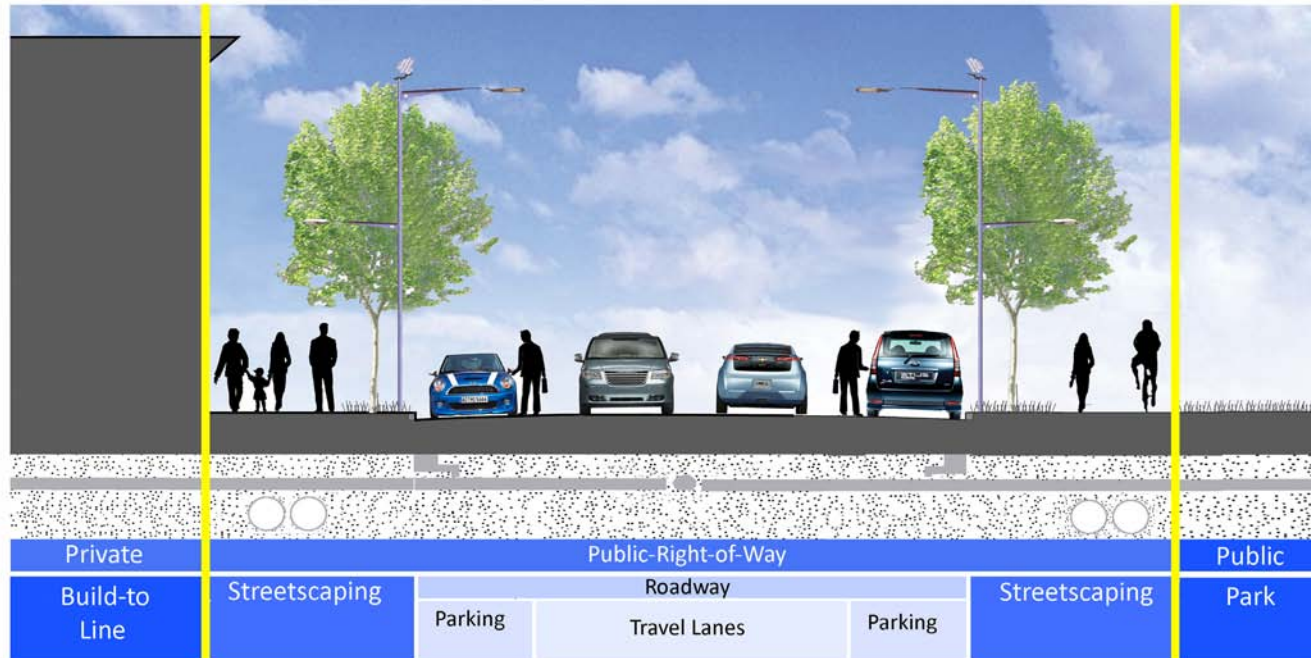 Private
Public-Right-of-Way
Public
Build-to
Line
Streetscaping
Roadway
Streetscaping
Park
Parking
Travel Lanes
Parking